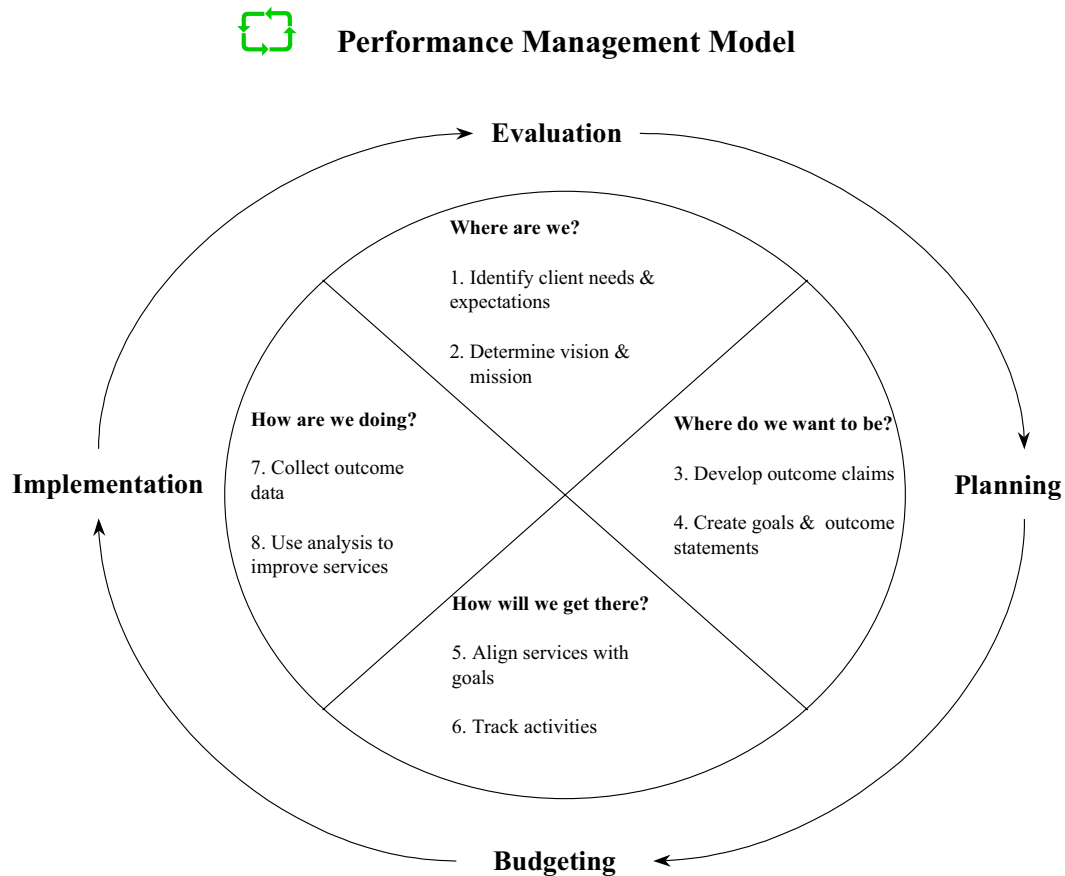 Performance Management Model
Evaluation
Where are we?
1. Identify client needs &
expectations
2. Determine vision &
mission
How are we doing?
7. Collect outcome
data
8. Use analysis to
improve services
Where do we want to be?
3. Develop outcome claims
4. Create goals & outcome
statements
Implementation
Planning
How will we get there?
5. Align services with
goals
6. Track activities
Budgeting